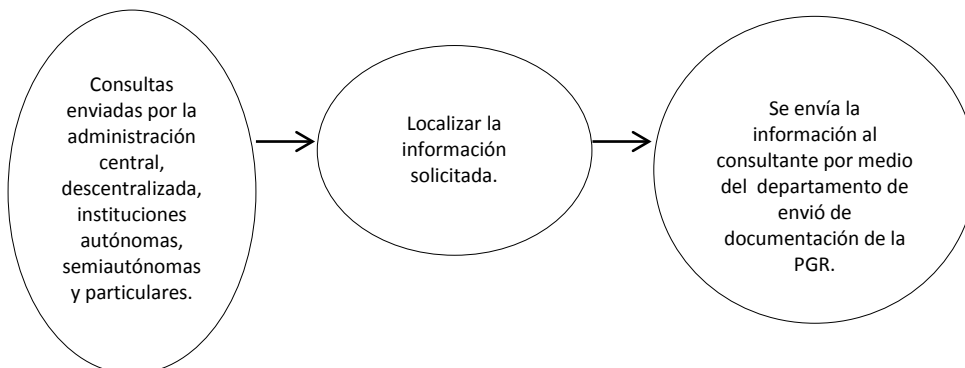 Consultas
enviadas por la
administración
central,
descentralizada,
instituciones
autónomas,
semiautónomas
y particulares.
Localizar la
información
solicitada.
Se envía la
información al
consultante por medio
del departamento de
envió de
documentación de la
PGR.